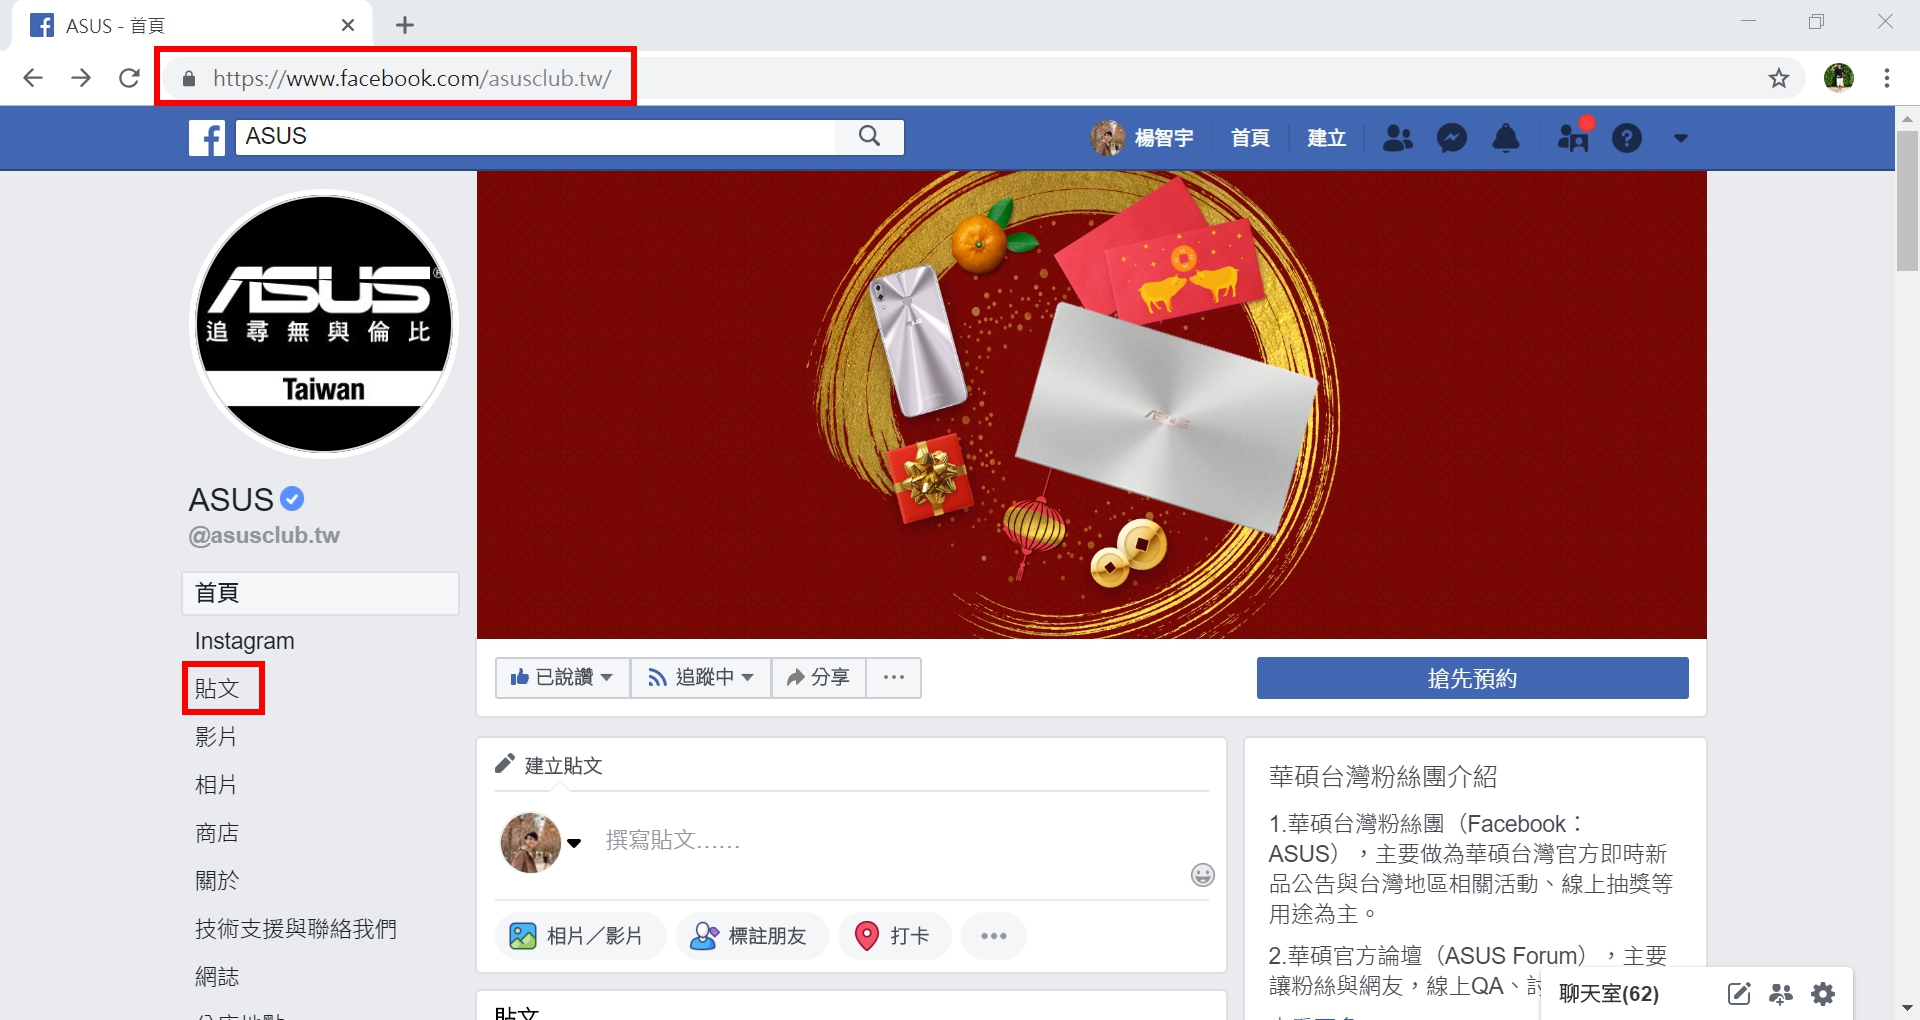 ASUS - 首頁
https://www.facebook.com/asusclub.tw/
ASUS
楊智宇
首頁
建立
ASUS
追尋無與倫比
Taiwan
ASUS
@asusclub.tw
首頁
Instagram
貼文
影片
相片
商店
關於
技術支援與聯絡我們
網誌
ASUS
ASUS
已說讚
追蹤中
分享
搶先預約
建立貼文
撰寫貼文……
相片／影片
標註朋友
打卡
貼文
華碩台灣粉絲團介紹
1.華碩台灣粉絲團（Facebook：
ASUS），主要做為華碩台灣官方即時新
品公告與台灣地區相關活動、線上抽獎等
用途為主。
2.華碩官方論壇（ASUS Forum），主要
讓粉絲與網友，線上QA、討
聊天室(62)